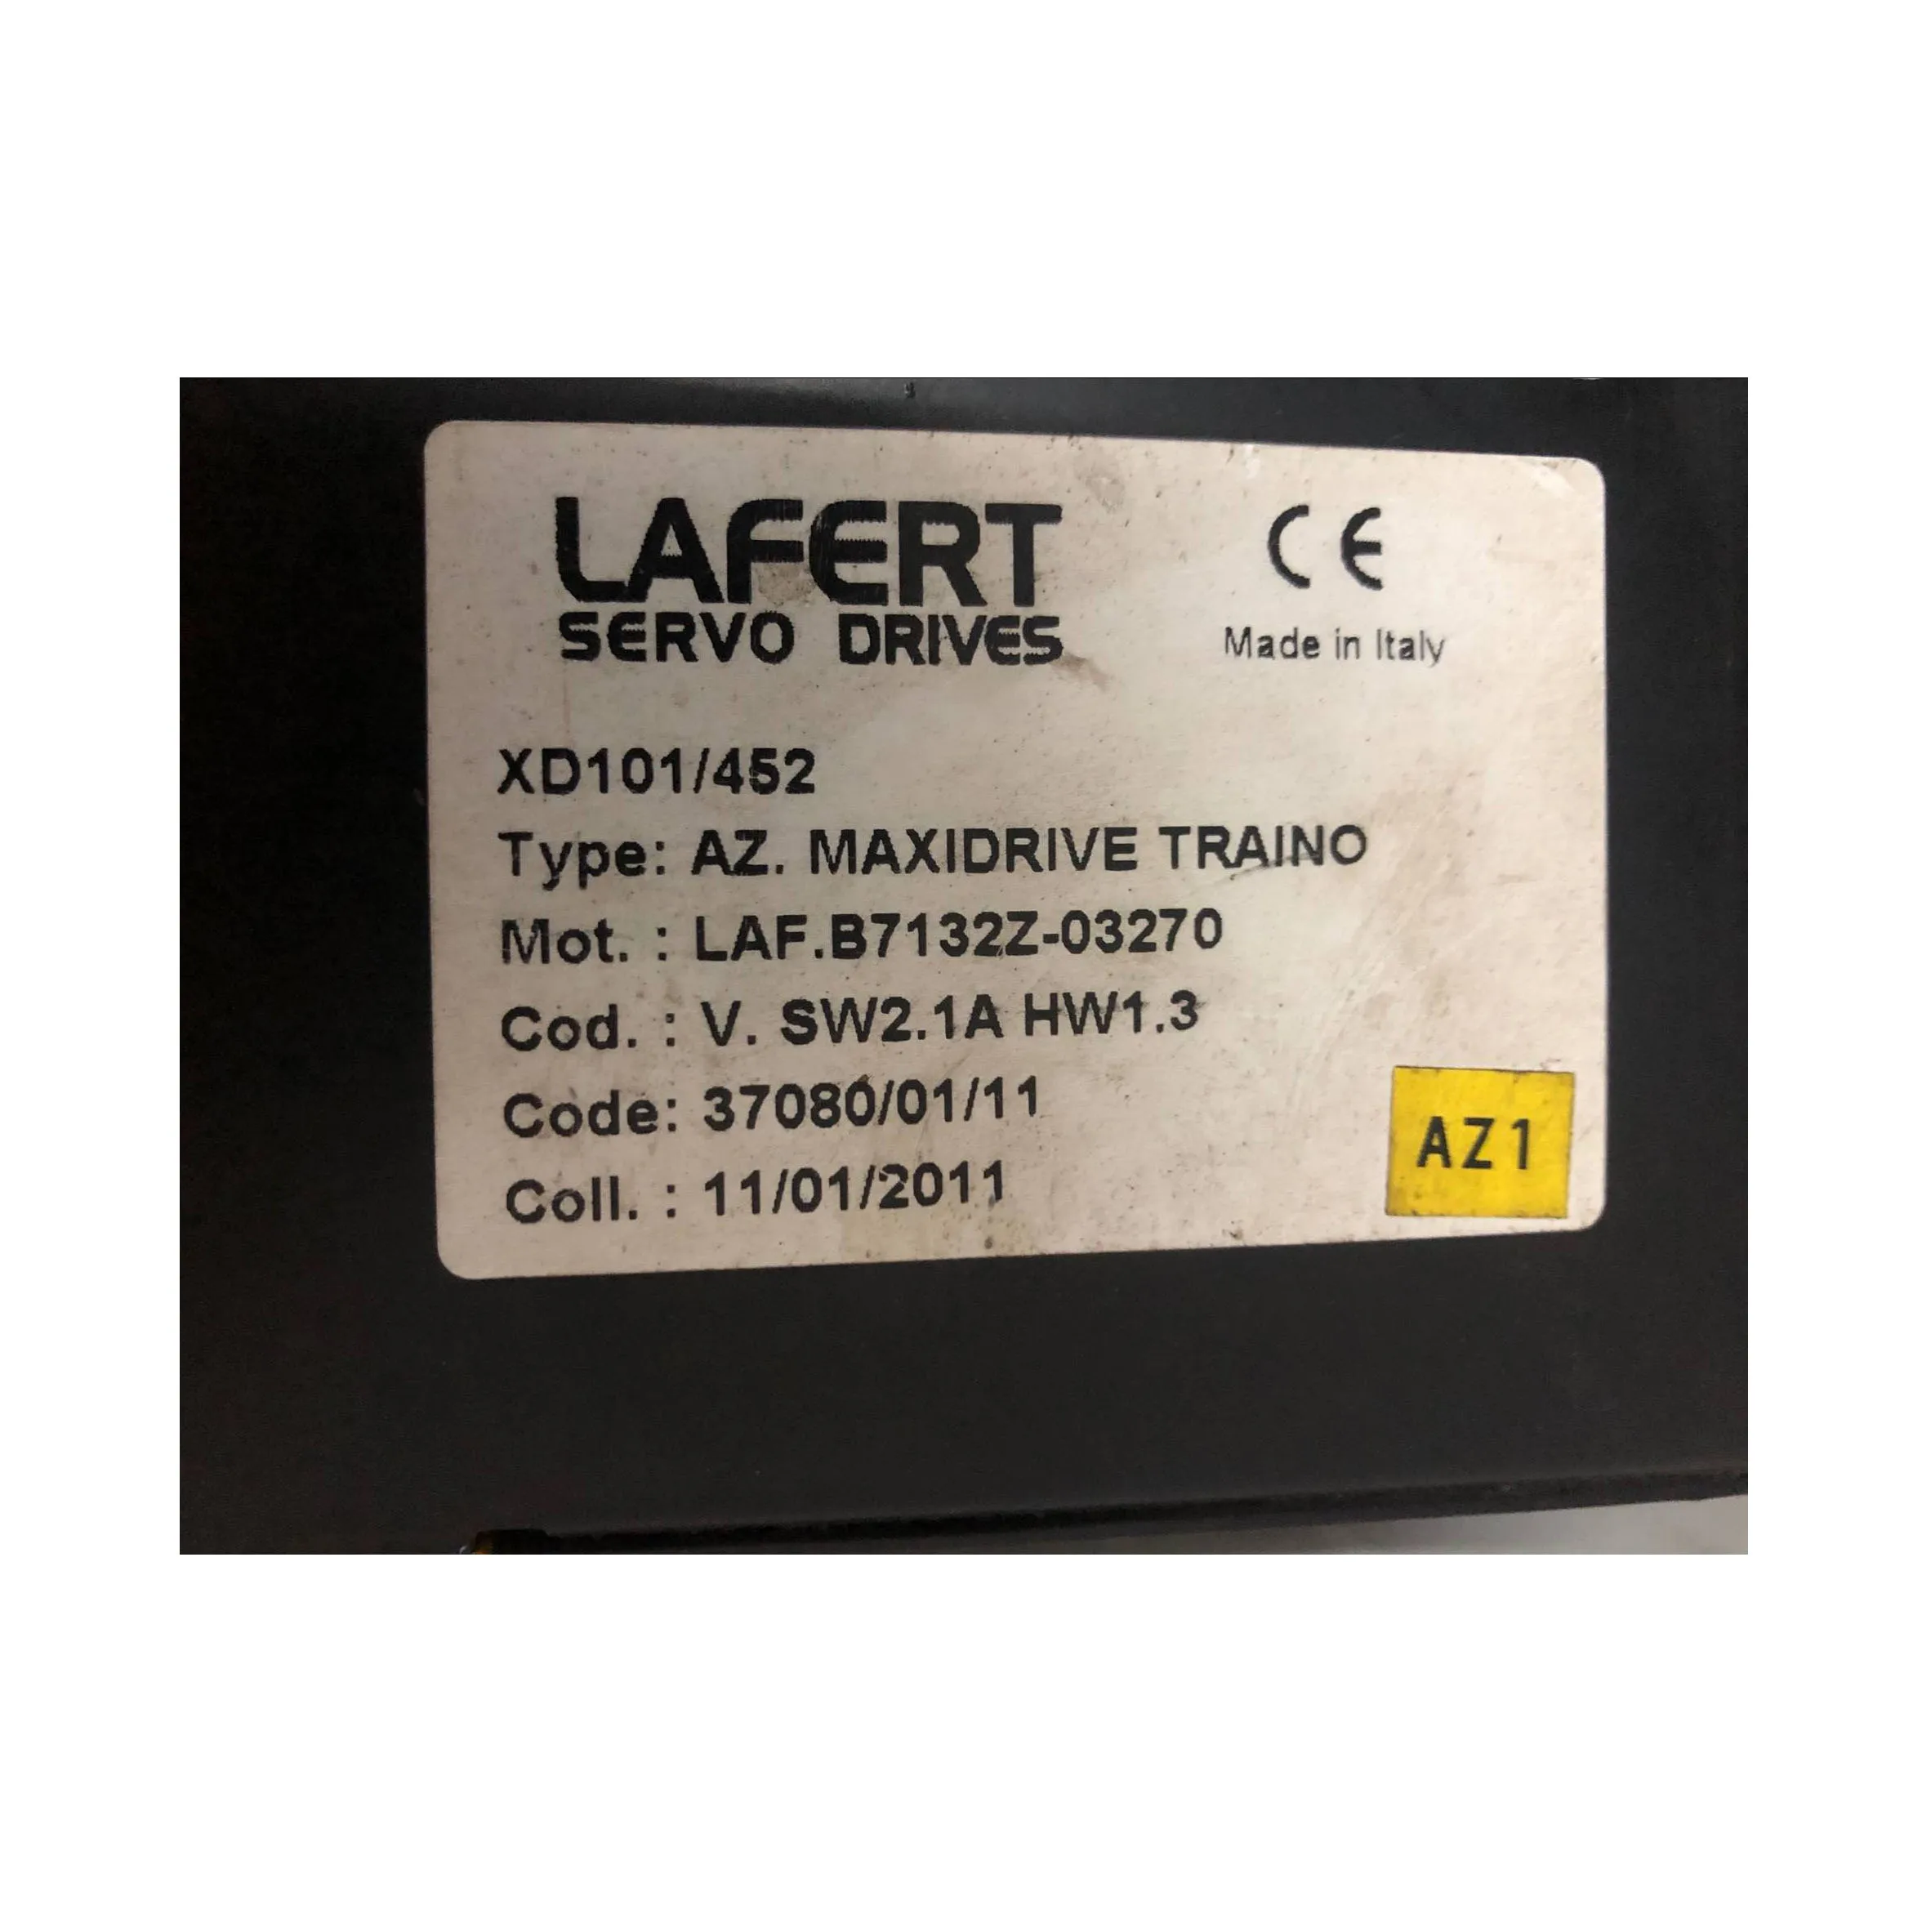 LAFERT
SERVO DRIVES
CE
Made in Italy
XD101/452
Type: AZ. MAXIDRIVE TRAINO
Mot. : LAF.B7132Z-03270
Cod. : V. SW2.1A HW1.3
Code: 37080/01/11
Coll. : 11/01/2011
AZ1